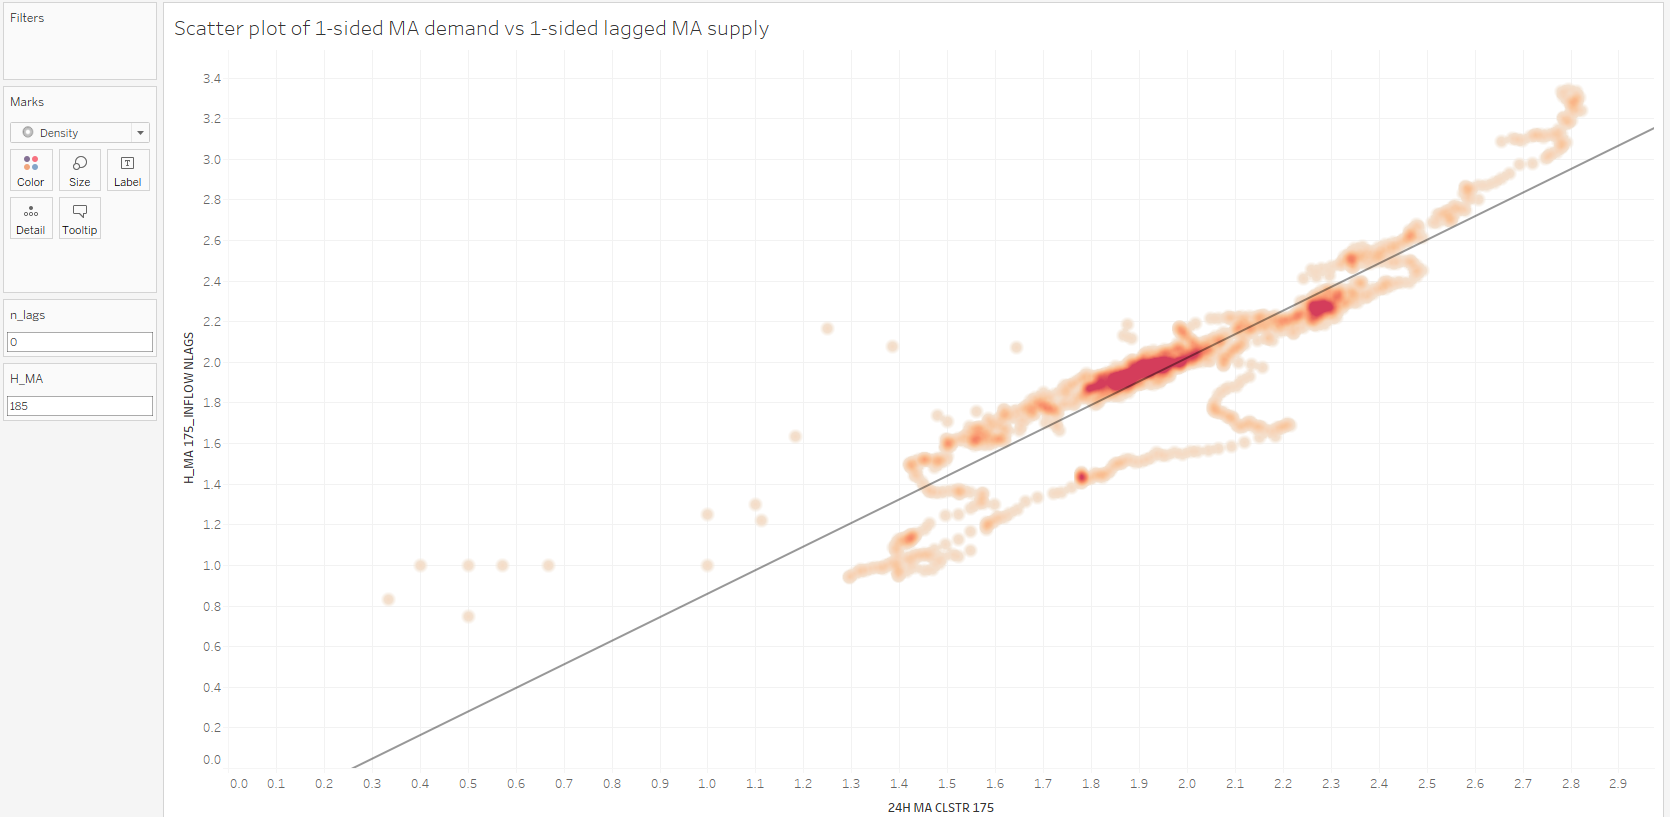 Filters
Marks
Density
Color Size Label
Detail Tooltip
n_lags
0
H_MA
185
Scatter plot of 1-sided MA demand vs 1-sided lagged MA supply
H_MA 175_INFLOW NLAGS
3.4
3.2
3.0
2.8
2.6
2.4
2.2
2.0
1.8
1.6
1.4
1.2
1.0
0.8
0.6
0.4
0.2
0.0
0.0 0.1 0.2 0.3 0.4 0.5 0.6 0.7 0.8 0.9 1.0 1.1 1.2 1.3 1.4 1.5 1.6 1.7 1.8 1.9 2.0 2.1 2.2 2.3 2.4 2.5 2.6 2.7 2.8 2.9
24H MA CLSTR 175